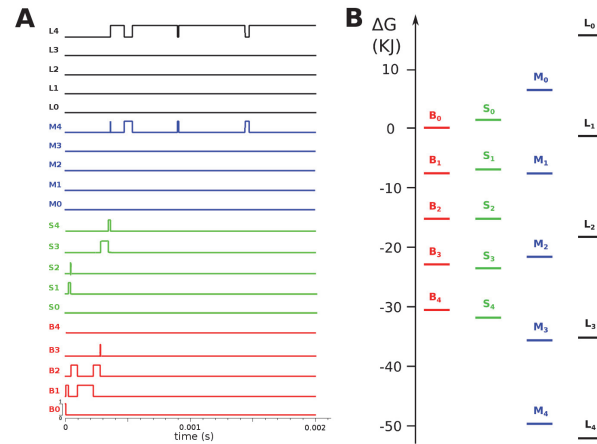 A
L4
L3
L2
L1
L0
M4
M3
M2
M1
M0
S4
S3
S2
S1
S0
B4
B3
B2
B1
B0
1
0
0.001
0.002
time (s)
B
ΔG
(KJ)
10
0
-10
-20
-30
-40
-50
B₀
B₁
B₂
B₃
B₄
S₀
S₁
S₂
S₃
S₄
M₀
M₁
M₂
M₃
M₄
L₀
L₁
L₂
L₃
L₄